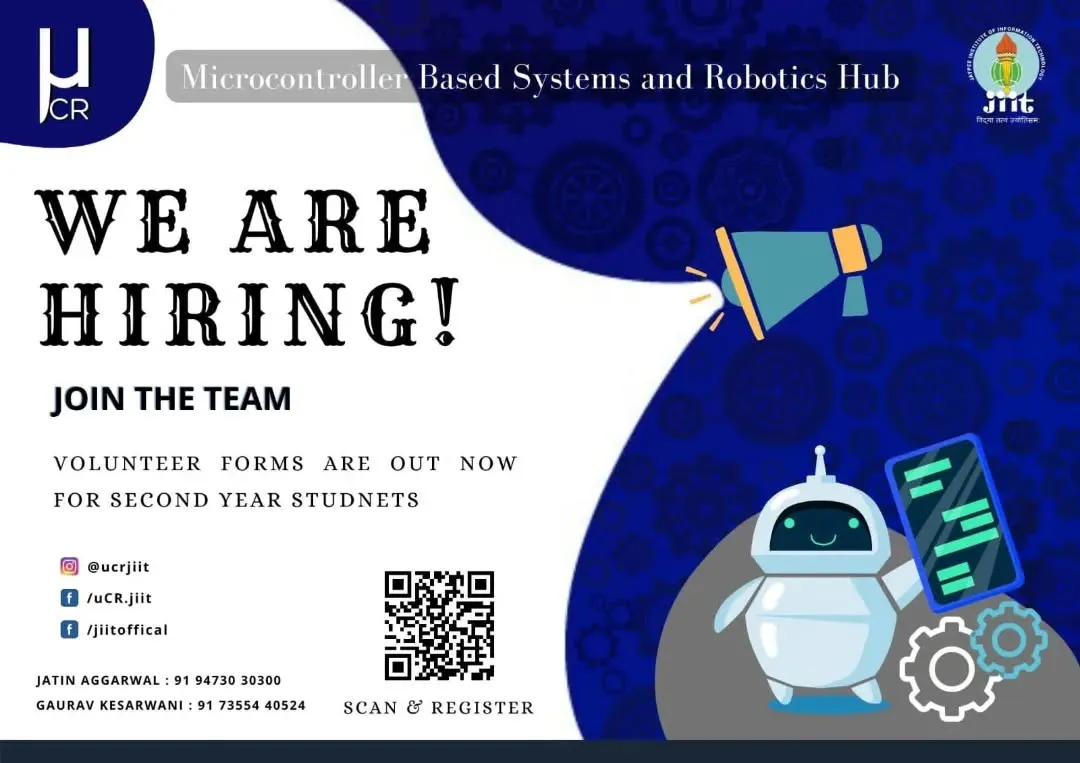 μ
CR
Microcontroller Based Systems and Robotics Hub
JAYPEE INSTITUTE OF INFORMATION TECHNOLOGY
jiit
विद्या तत्व ज्योतिसमः
WE ARE
HIRING!
JOIN THE TEAM
VOLUNTEER FORMS ARE OUT NOW
FOR SECOND YEAR STUDNETS
@ucrjiit
/uCR.jiit
/jiitoffical
JATIN AGGARWAL : 91 94730 30300
GAURAV KESARWANI : 91 73554 40524
SCAN & REGISTER